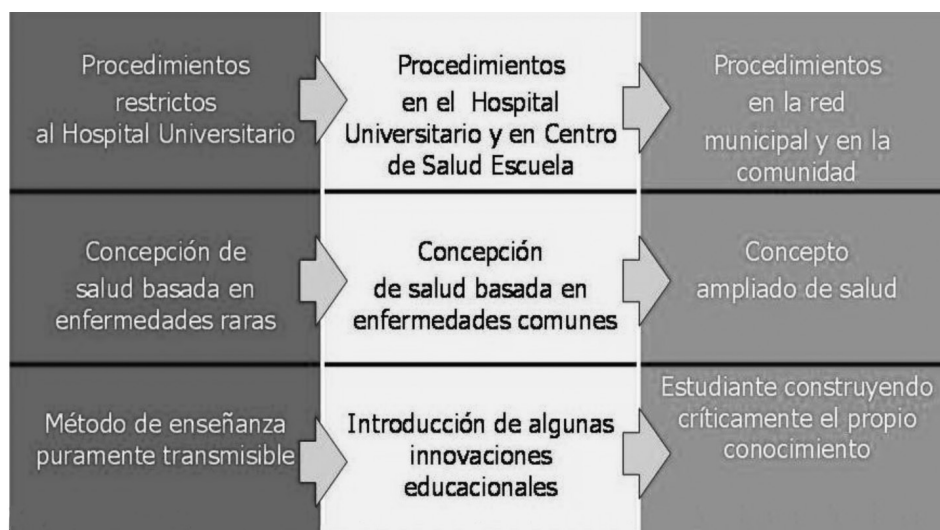 Procedimientos
restrictos
al Hospital Universitario
Procedimientos
en el Hospital
Universitario y en Centro
de Salud Escuela
Procedimientos
en la red
municipal y en la
comunidad
Concepción de
salud basada en
enfermedades raras
Concepción
de salud basada en
enfermedades comunes
Concepto
ampliado de salud
Método de enseñanza
puramente transmisible
Introducción de algunas
innovaciones
educacionales
Estudiante construyendo
críticamente el propio
conocimiento